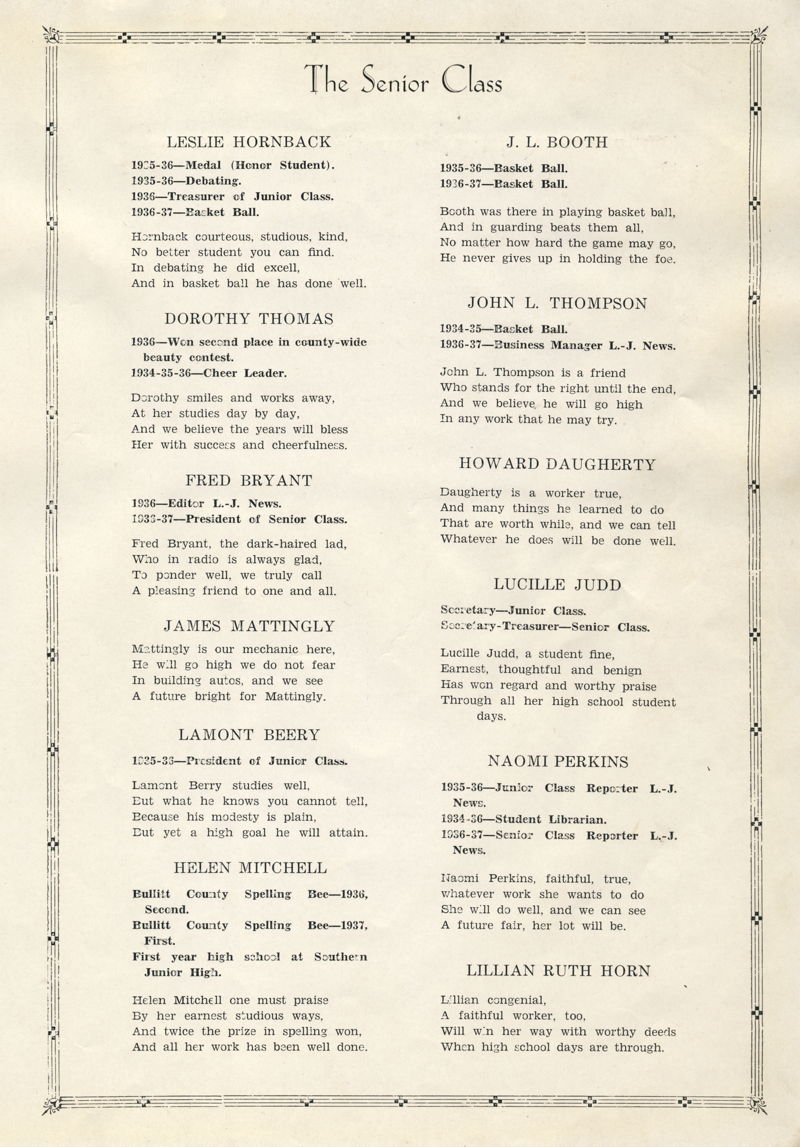 The Senior Class
LESLIE HORNBACK
1935-36—Medal (Honor Student).
1935-36—Debating.
1936—Treasurer of Junior Class.
1936-37—Basket Ball.
Hornback courteous, studious, kind,
No better student you can find.
In debating he did excell,
And in basket ball he has done well.
DOROTHY THOMAS
1936—Won second place in county-wide
beauty contest.
1934-35-36—Cheer Leader.
Dorothy smiles and works away,
At her studies day by day,
And we believe the years will bless
Her with success and cheerfulness.
FRED BRYANT
1936—Editor L.-J. News.
1936-37—President of Senior Class.
Fred Bryant, the dark-haired lad,
Who in radio is always glad,
To ponder well, we truly call
A pleasing friend to one and all.
JAMES MATTINGLY
Mattingly is our mechanic here,
He will go high we do not fear
In building autos, and we see
A future bright for Mattingly.
LAMONT BEERY
1935-36—President of Junior Class.
Lamont Berry studies well,
But what he knows you cannot tell,
Because his modesty is plain,
But yet a high goal he will attain.
HELEN MITCHELL
Bullitt County Spelling Bee—1936,
Second.
Bullitt County Spelling Bee—1937,
First.
First year high school at Southern
Junior High.
Helen Mitchell one must praise
By her earnest studious ways,
And twice the prize in spelling won,
And all her work has been well done.
J. L. BOOTH
1935-36—Basket Ball.
1936-37—Basket Ball.
Booth was there in playing basket ball,
And in guarding beats them all,
No matter how hard the game may go,
He never gives up in holding the foe.
JOHN L. THOMPSON
1934-35—Basket Ball.
1936-37—Business Manager L.-J. News.
John L. Thompson is a friend
Who stands for the right until the end,
And we believe he will go high
In any work that he may try.
HOWARD DAUGHERTY
Daugherty is a worker true,
And many things he learned to do
That are worth while, and we can tell
Whatever he does will be done well.
LUCILLE JUDD
Secretary—Junior Class.
Secretary-Treasurer—Senior Class.
Lucille Judd, a student fine,
Earnest, thoughtful and benign
Has won regard and worthy praise
Through all her high school student
days.
NAOMI PERKINS
1935-36—Junior Class Reporter L.-J.
News.
1934-36—Student Librarian.
1936-37—Senior Class Reporter L.-J.
News.
Naomi Perkins, faithful, true,
whatever work she wants to do
She will do well, and we can see
A future fair, her lot will be.
LILLIAN RUTH HORN
Lillian congenial,
A faithful worker, too,
Will win her way with worthy deeds
When high school days are through.